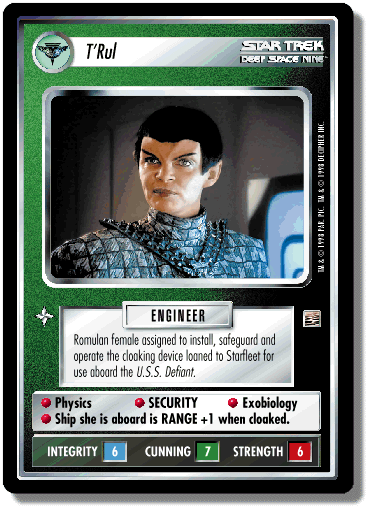 T'Rul
STAR TREK
DEEP SPACE NINE
TM & © 1998 PAR. PIC. TM & © 1998 DECIPHER INC.
ENGINEER
Romulan female assigned to install, safeguard and
operate the cloaking device loaned to Starfleet for
use aboard the U.S.S. Defiant.
Physics SECURITY Exobiology
Ship she is aboard is RANGE +1 when cloaked.
INTEGRITY 6 CUNNING 7 STRENGTH 6